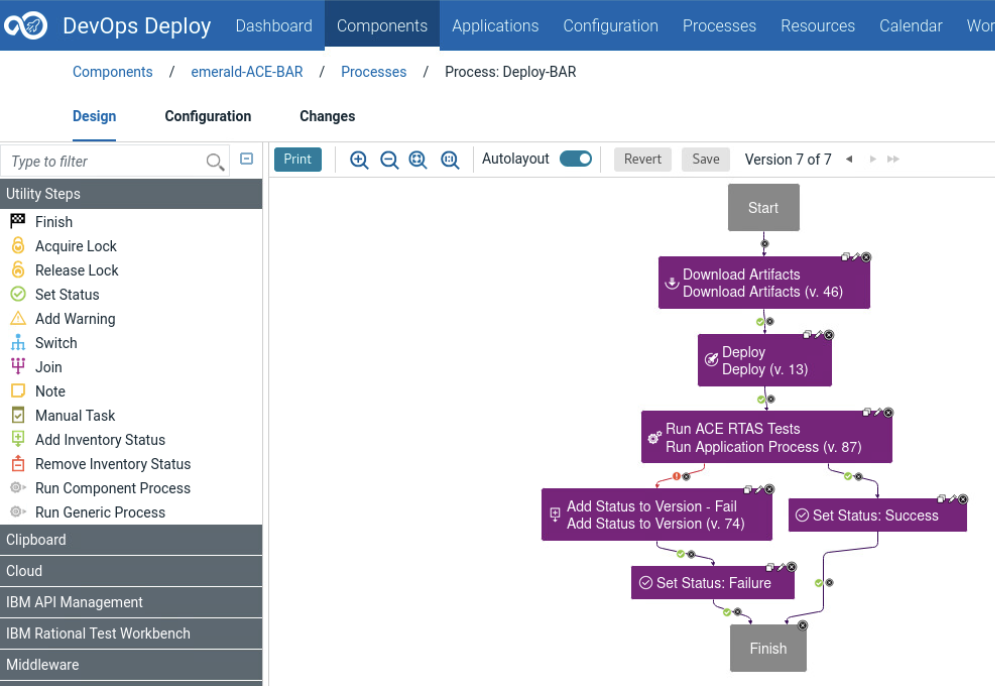 DevOps Deploy Dashboard Components Applications Configuration Processes Resources Calendar Wor
Components / emerald-ACE-BAR / Processes / Process: Deploy-BAR
Design Configuration Changes
Type to filter
Print Autolayout Revert Save Version 7 of 7
Utility Steps
Finish
Acquire Lock
Release Lock
Set Status
Add Warning
Switch
Join
Note
Manual Task
Add Inventory Status
Remove Inventory Status
Run Component Process
Run Generic Process
Clipboard
Cloud
IBM API Management
IBM Rational Test Workbench
Middleware
Start
Download Artifacts
Download Artifacts (v. 46)
Deploy
Deploy (v. 13)
Run ACE RTAS Tests
Run Application Process (v. 87)
Add Status to Version - Fail
Add Status to Version (v. 74)
Set Status: Success
Set Status: Failure
Finish